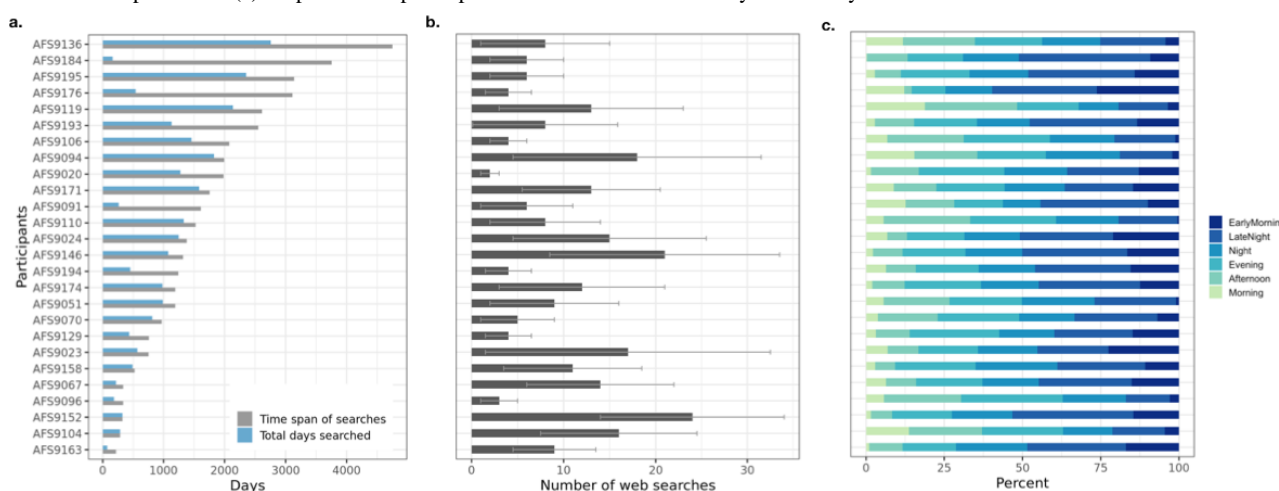 a.
Participants
AFS9136
AFS9184
AFS9195
AFS9176
AFS9119
AFS9193
AFS9106
AFS9094
AFS9020
AFS9171
AFS9091
AFS9110
AFS9024
AFS9146
AFS9194
AFS9174
AFS9051
AFS9070
AFS9129
AFS9023
AFS9158
AFS9067
AFS9096
AFS9152
AFS9104
AFS9163
Time span of searches
Total days searched
0 1000 2000 3000 4000
Days
b.
0 10 20 30
Number of web searches
c.
0 25 50 75 100
Percent
EarlyMornin
LateNight
Night
Evening
Afternoon
Morning